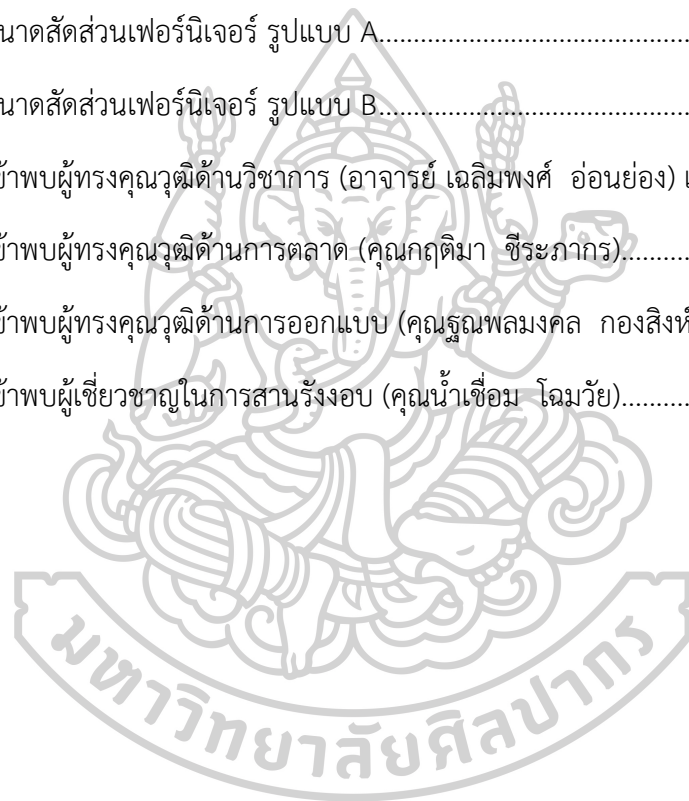 นาดสัดส่วนเฟอร์นิเจอร์ รูปแบบ A
นาดสัดส่วนเฟอร์นิเจอร์ รูปแบบ B
ข้าพบผู้ทรงคุณวุฒิด้านวิชาการ (อาจารย์ เฉลิมพงศ์ อ่อนย่อง) เ
ข้าพบผู้ทรงคุณวุฒิด้านการตลาด (คุณกฤติมา ชีระภากร)
ข้าพบผู้ทรงคุณวุฒิด้านการออกแบบ (คุณฐณพลมงคล กองสิงห์
ข้าพบผู้เชี่ยวชาญในการสานรังงอบ (คุณน้ำเชื่อม โฉมวัย)
มหาวิทยาลัยศิลปากร